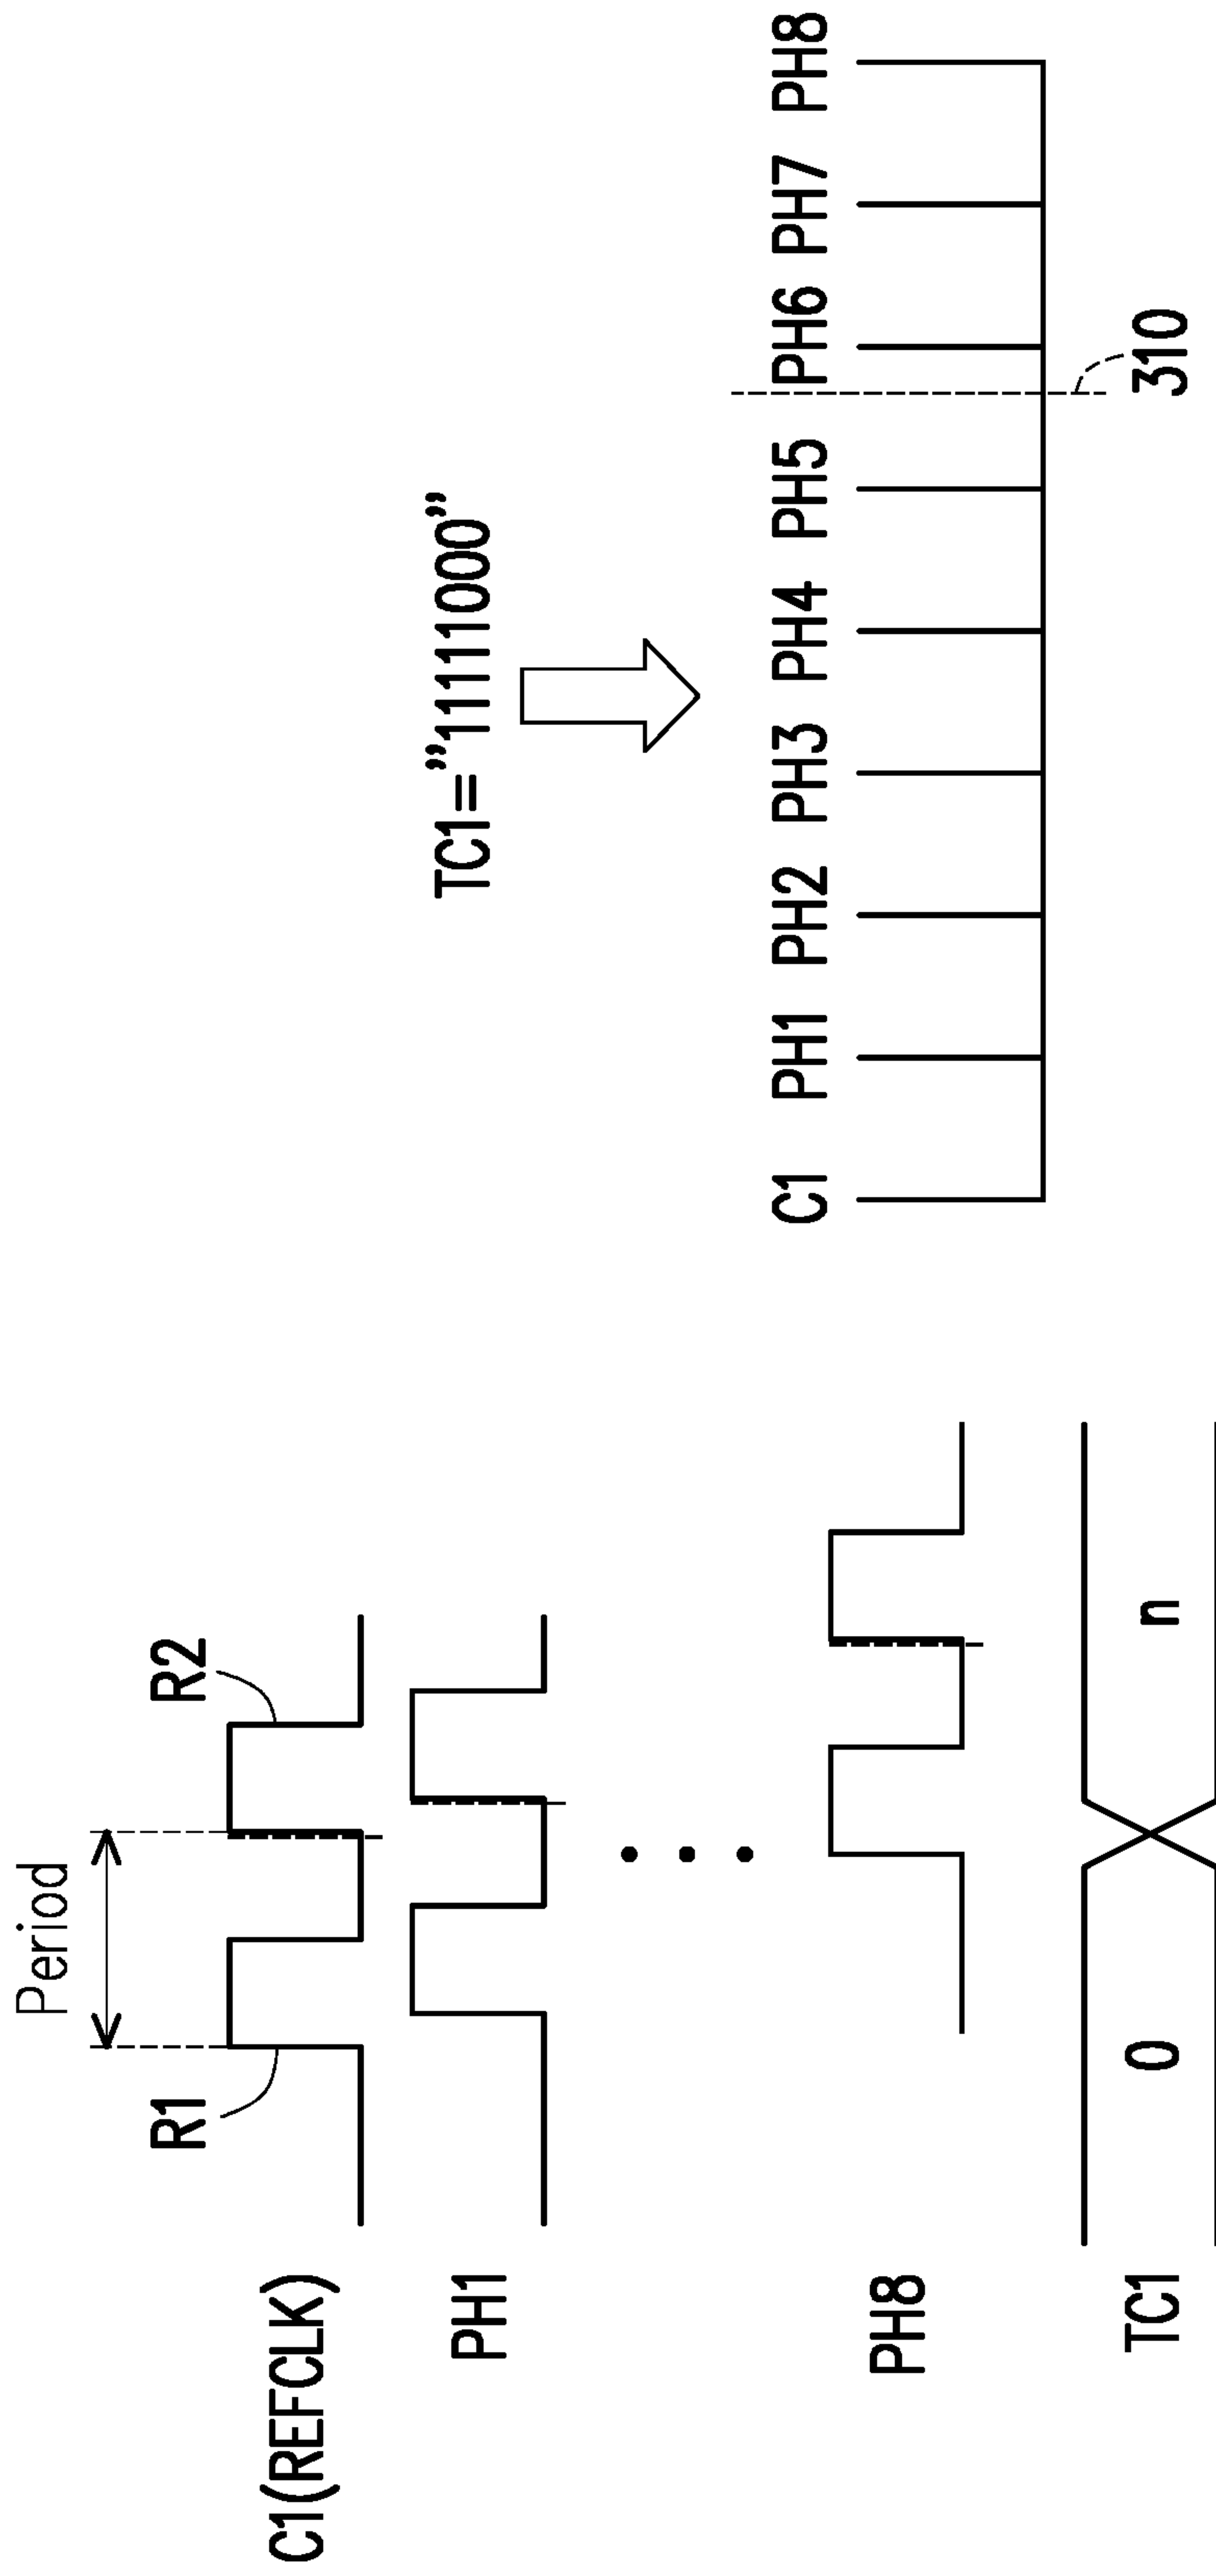 Period
R1
R2
C1(REFCLK)
PH1
PH8
TC1
0
n
TC1="11111000"
C1 PH1 PH2 PH3 PH4 PH5 PH6 PH7 PH8
310